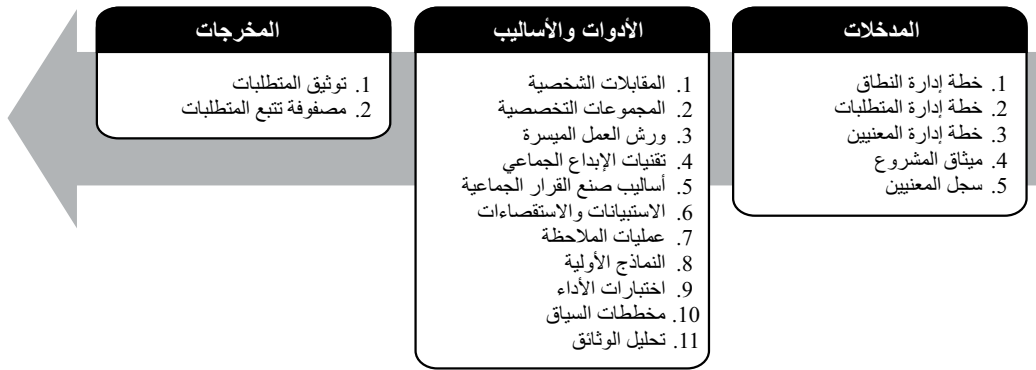 المدخلات
1. خطة إدارة النطاق
2. خطة إدارة المتطلبات
3. خطة إدارة المعنيين
4. ميثاق المشروع
5. سجل المعنيين
الأدوات والأساليب
1. المقابلات الشخصية
2. المجموعات التخصصية
3. ورش العمل الميسرة
4. تقنيات الإبداع الجماعي
5. أساليب صنع القرار الجماعية
6. الاستبيانات والاستقصاءات
7. عمليات الملاحظة
8. النماذج الأولية
9. اختبارات الأداء
10. مخططات السياق
11. تحليل الوثائق
المخرجات
1. توثيق المتطلبات
2. مصفوفة تتبع المتطلبات